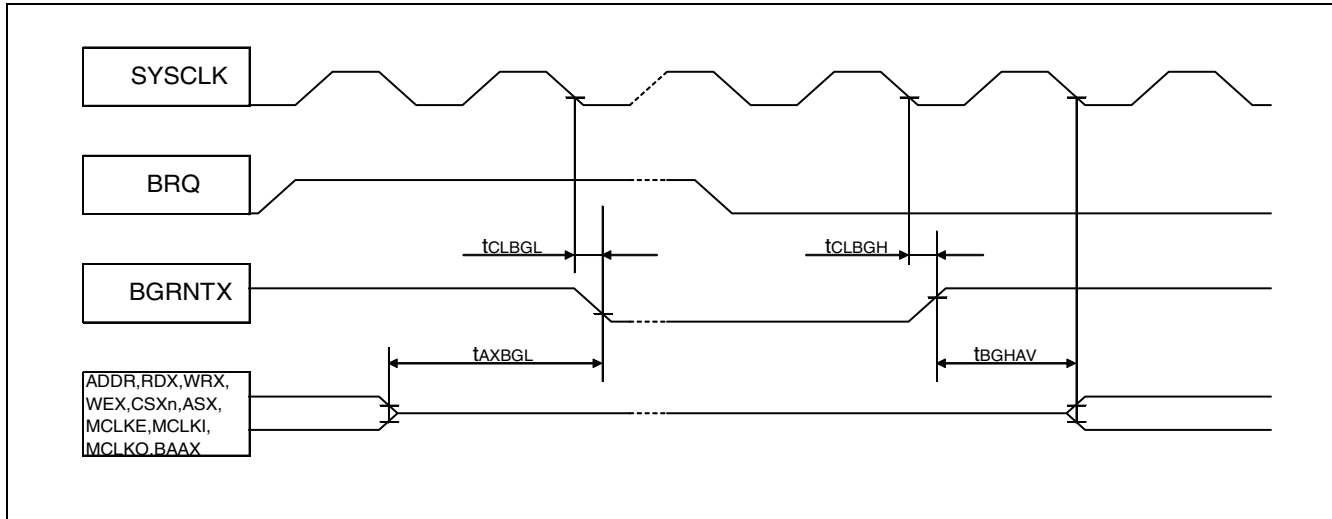 SYSCLK
BRQ
tCLBGL
tCLBGH
BGRNTX
tAXBGL
tBGHAV
ADDR,RDX,WRX,
WEX,CSXn,ASX,
MCLKE,MCLKI,
MCLKO,BAAX